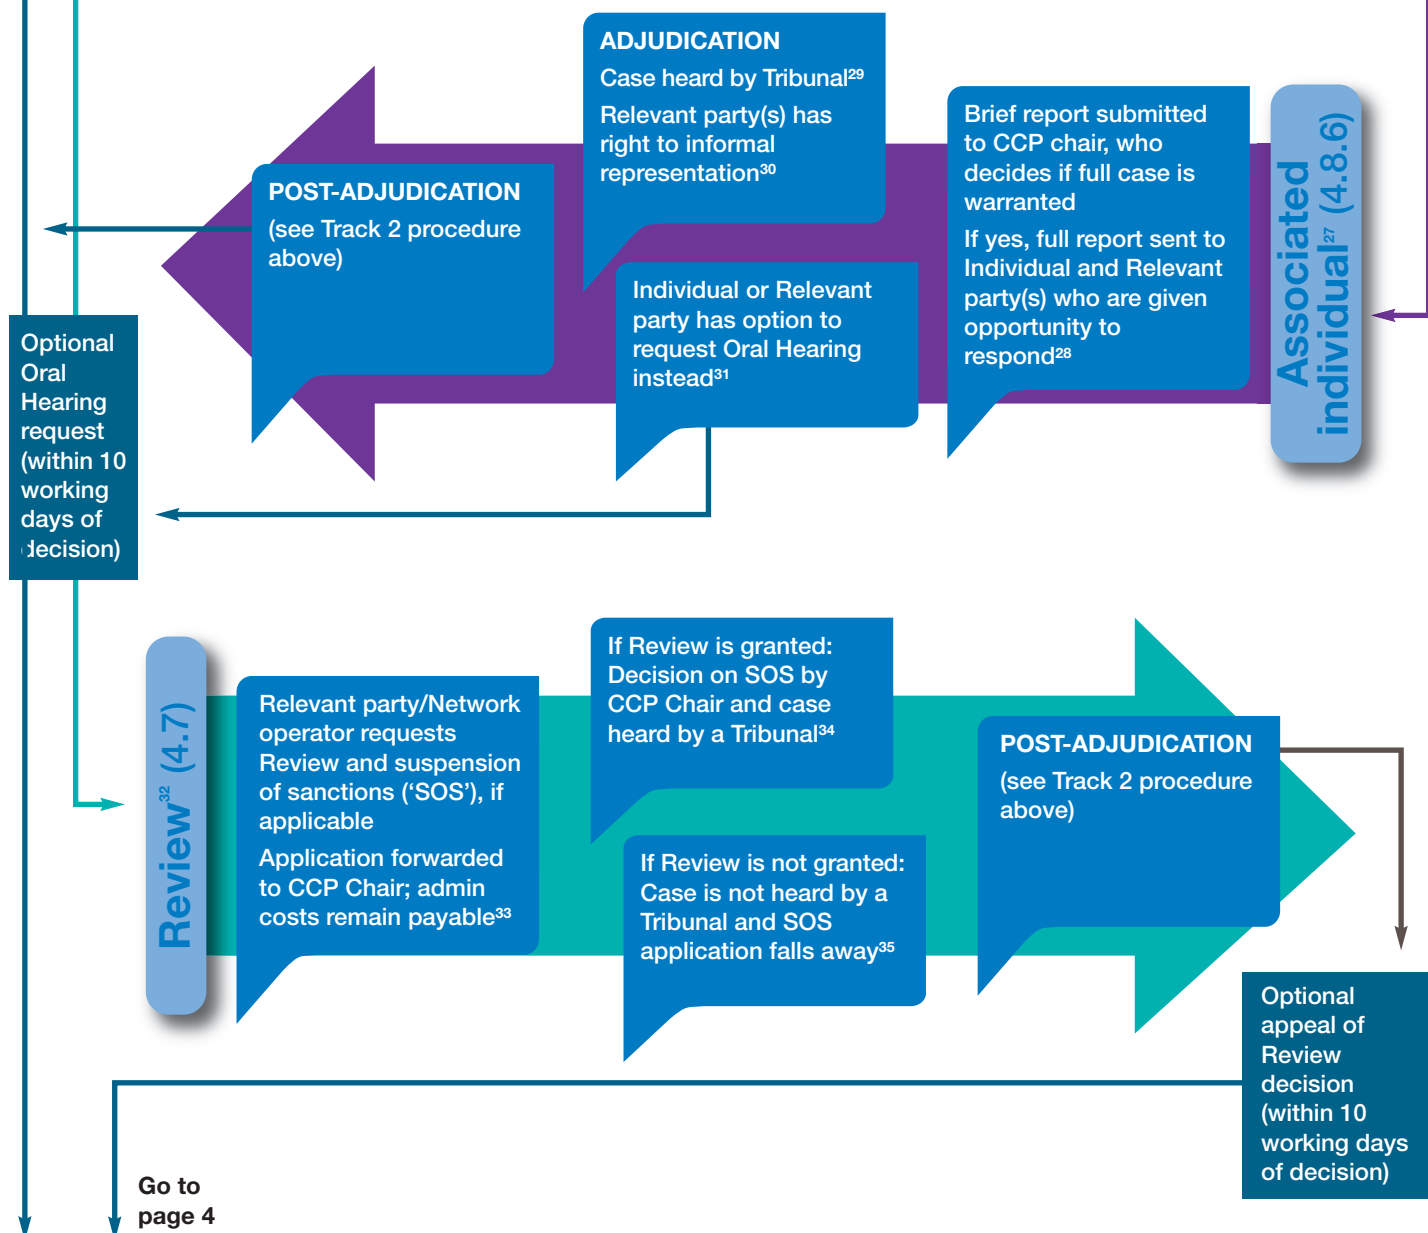 ADJUDICATION
Case heard by Tribunal29
Relevant party(s) has
right to informal
representation30
Brief report submitted
to CCP chair, who
decides if full case is
warranted
If yes, full report sent to
Individual and Relevant
party(s) who are given
opportunity to
respond28
Associated
individual27 (4.8.6)
POST-ADJUDICATION
(see Track 2 procedure
above)
Individual or Relevant
party has option to
request Oral Hearing
instead31
Optional
Oral
Hearing
request
(within 10
working
days of
decision)
Review32 (4.7)
Relevant party/Network
operator requests
Review and suspension
of sanctions (‘SOS’), if
applicable
Application forwarded
to CCP Chair; admin
costs remain payable33
If Review is granted:
Decision on SOS by
CCP Chair and case
heard by a Tribunal34
If Review is not granted:
Case is not heard by a
Tribunal and SOS
application falls away35
POST-ADJUDICATION
(see Track 2 procedure
above)
Optional
appeal of
Review
decision
(within 10
working days
of decision)
Go to
page 4